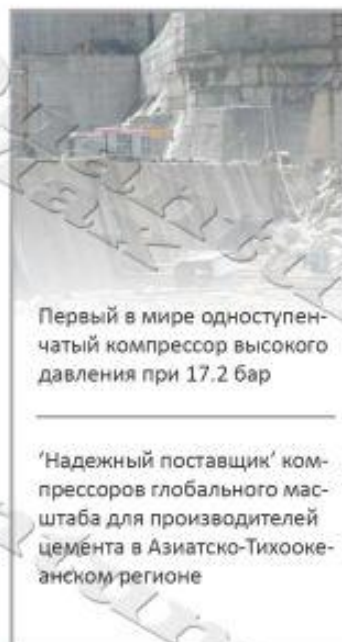 Первый в мире одноступен-
чатый компрессор высокого
давления при 17.2 бар
'Надежный поставщик' ком-
прессоров глобального мас-
штаба для производителей
цемента в Азиатско-Тихооке-
анском регионе